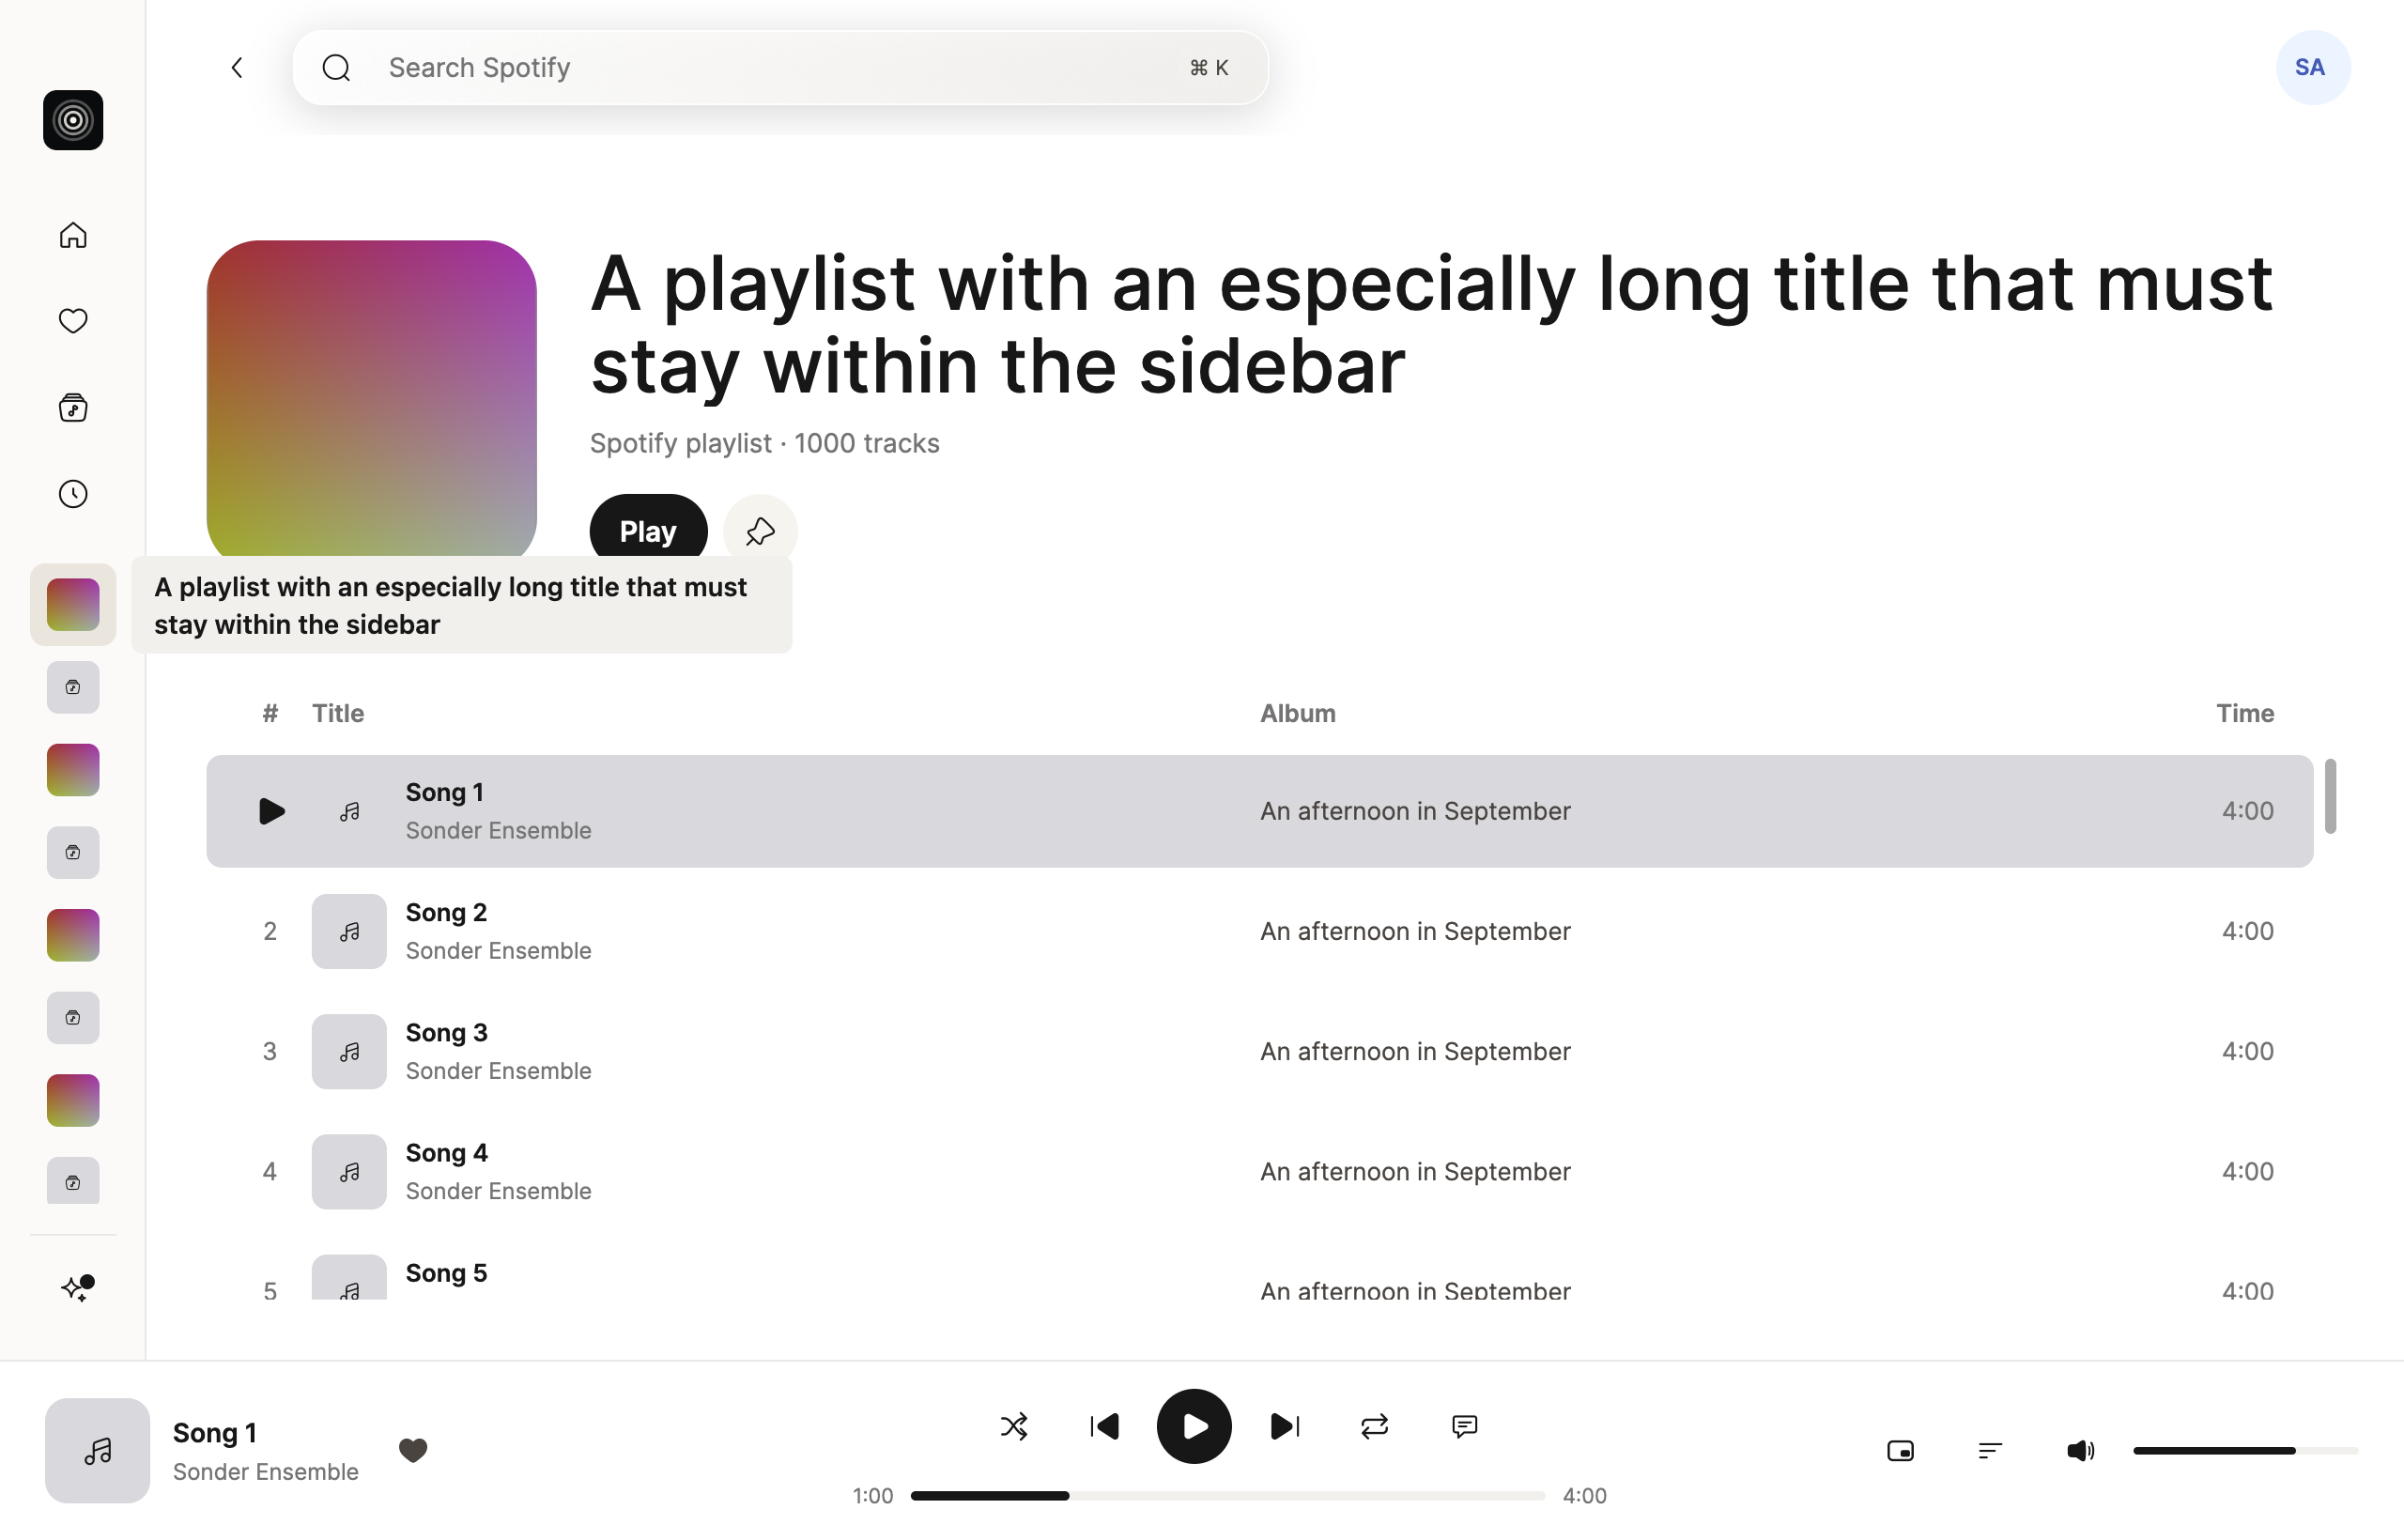 Search Spotify ⌘ K
SA
A playlist with an especially long title that must
stay within the sidebar
Spotify playlist · 1000 tracks
Play
A playlist with an especially long title that must
stay within the sidebar
# Title Album Time
Song 1
Sonder Ensemble
An afternoon in September
4:00
2
Song 2
Sonder Ensemble
An afternoon in September
4:00
3
Song 3
Sonder Ensemble
An afternoon in September
4:00
4
Song 4
Sonder Ensemble
An afternoon in September
4:00
5
Song 5
An afternoon in September
4:00
Song 1
Sonder Ensemble
1:00
4:00